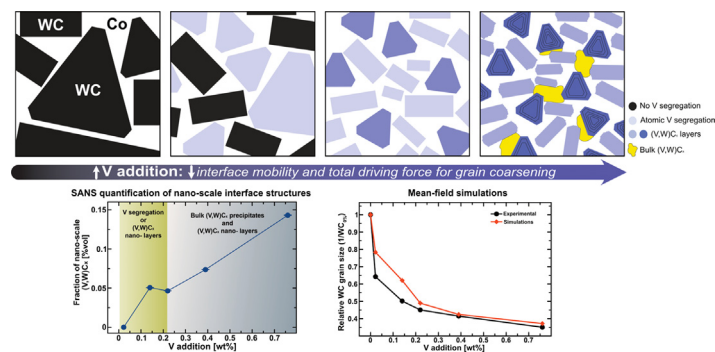 WC
Co
WC
No V segregation
Atomic V segregation
(V,W)Cₓ layers
Bulk (V,W)Cₓ
↑V addition: ↓interface mobility and total driving force for grain coarsening
SANS quantification of nano-scale interface structures
V segregation
or
(V,W)Cₓ
nano- layers
Bulk (V,W)Cₓ precipitates
and
(V,W)Cₓ nano- layers
Fraction of nano-scale
(V,W)Cₓ [%vol]
0.15
0.10
0.05
0
0
0.1
0.2
0.3
0.4
0.5
0.6
0.7
V addition [wt%]
Mean-field simulations
Experimental
Simulations
Relative WC grain size
1
0.9
0.8
0.7
0.6
0.5
0.4
0.3
0
0.1
0.2
0.3
0.4
0.5
0.6
0.7
V addition [wt%]